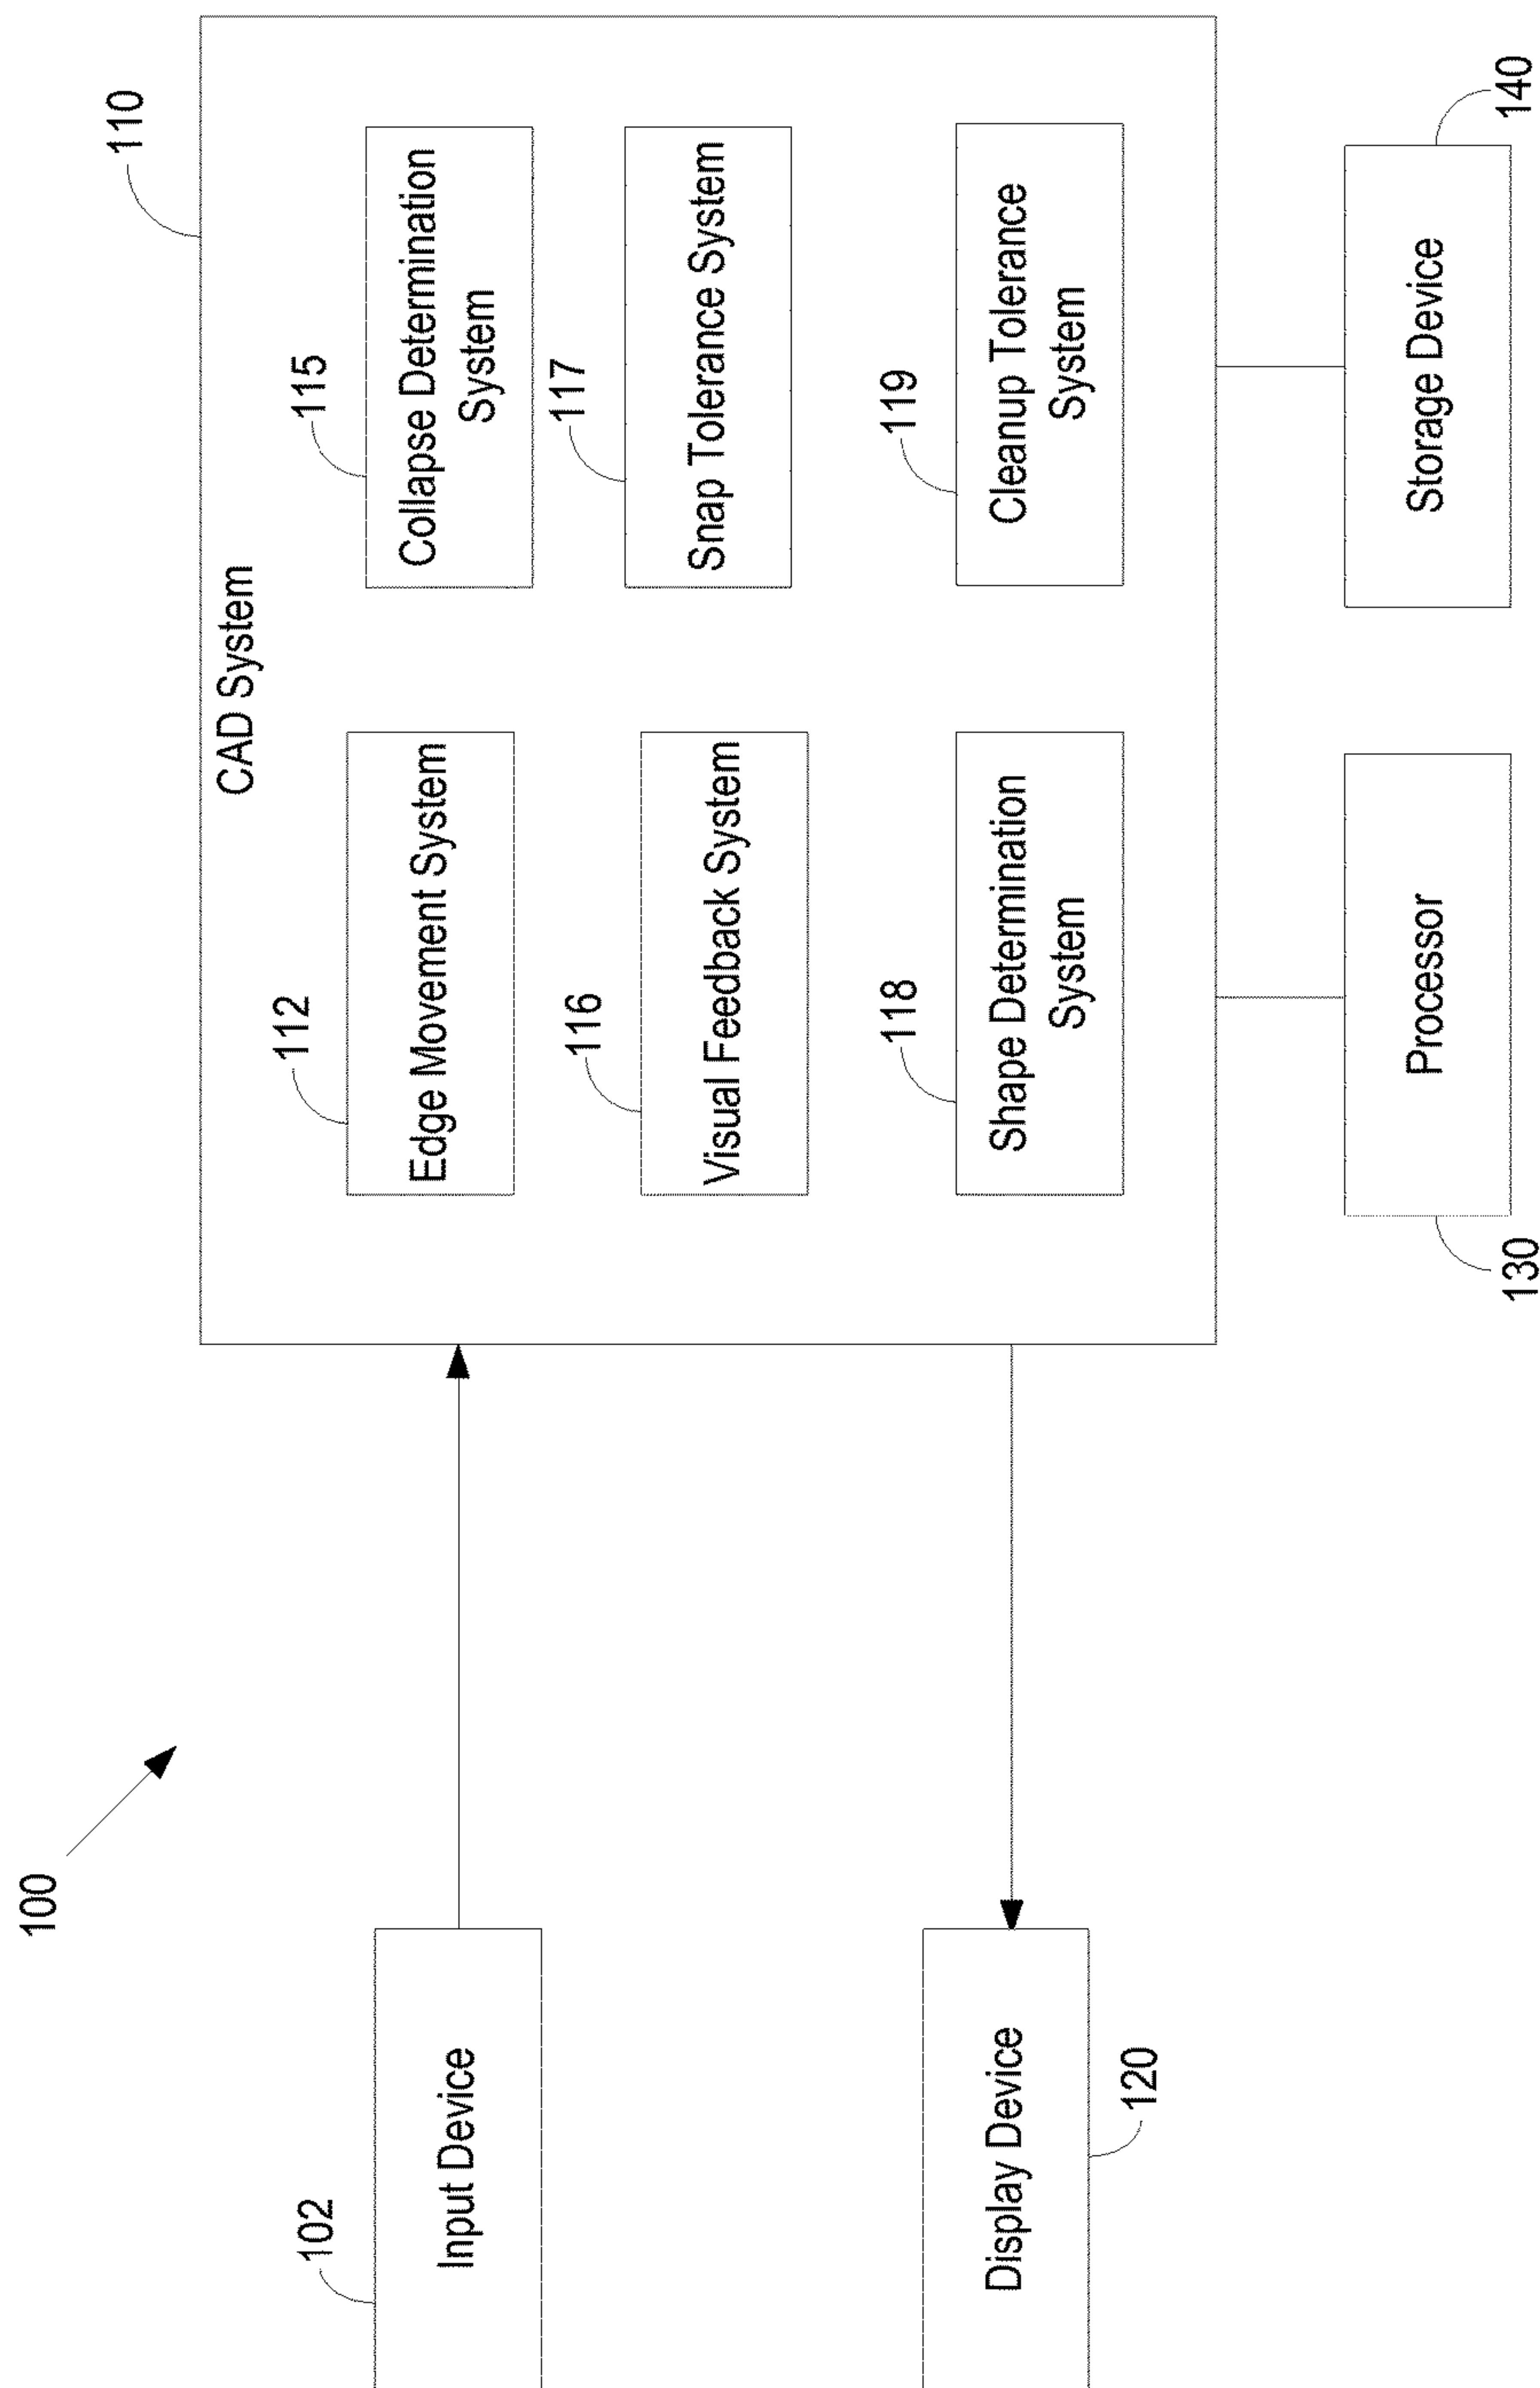 100
110
CAD System
102
Input Device
112
Edge Movement System
115
Collapse Determination
System
116
Visual Feedback System
117
Snap Tolerance System
118
Shape Determination
System
119
Cleanup Tolerance
System
Display Device
120
Processor
130
Storage Device
140